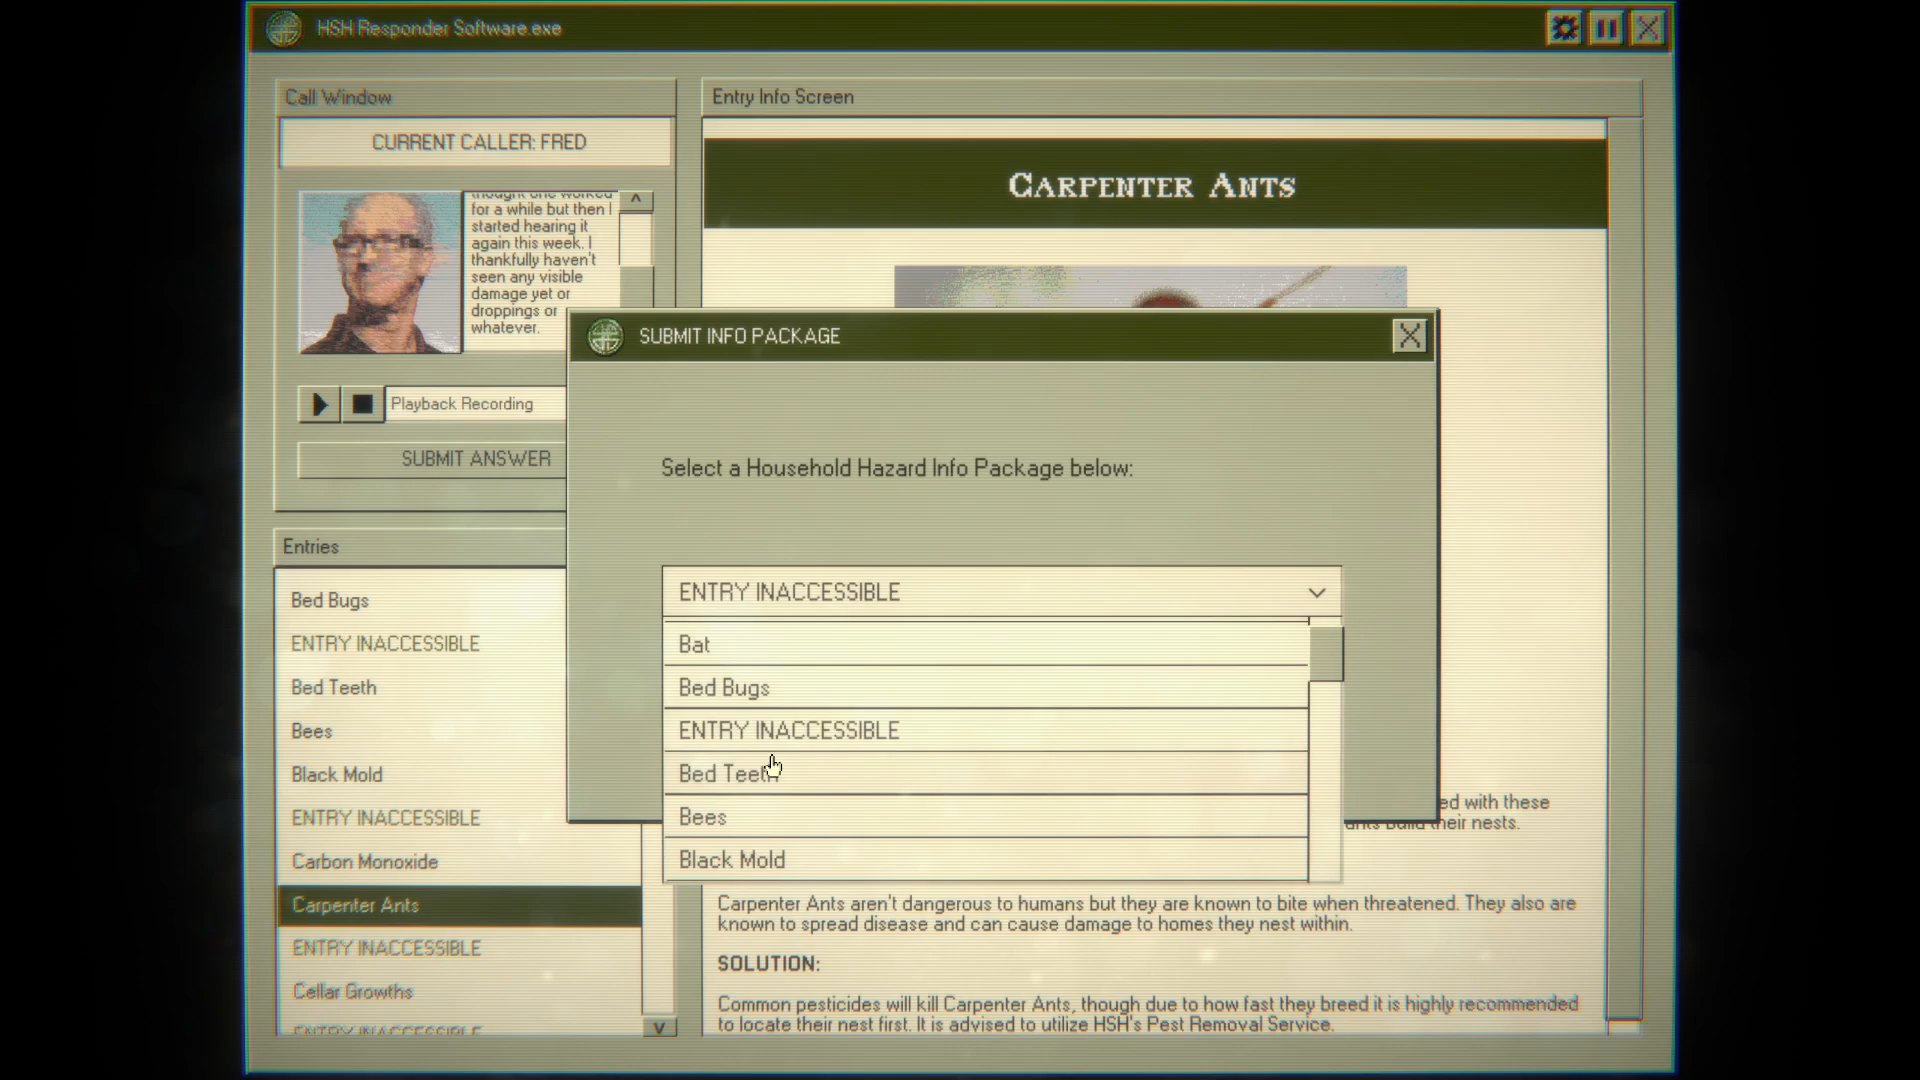 HSH Responder Software.exe
Call Window
CURRENT CALLER: FRED
thought one worked
for a while but then I
started hearing it
again this week. I
thankfully haven't
seen any visible
damage yet or
droppings or
whatever.
Playback Recording
SUBMIT ANSWER
Entries
Bed Bugs
ENTRY INACCESSIBLE
Bed Teeth
Bees
Black Mold
ENTRY INACCESSIBLE
Carbon Monoxide
Carpenter Ants
ENTRY INACCESSIBLE
Cellar Growths
ENTRY INACCESSIBLE
Entry Info Screen
CARPENTER ANTS
SUBMIT INFO PACKAGE
Select a Household Hazard Info Package below:
ENTRY INACCESSIBLE
Bat
Bed Bugs
ENTRY INACCESSIBLE
Bed Teeth
Bees
Black Mold
ed with these
ants build their nests.
Carpenter Ants aren't dangerous to humans but they are known to bite when threatened. They also are
known to spread disease and can cause damage to homes they nest within.
SOLUTION:
Common pesticides will kill Carpenter Ants, though due to how fast they breed it is highly recommended
to locate their nest first. It is advised to utilize HSH's Pest Removal Service.